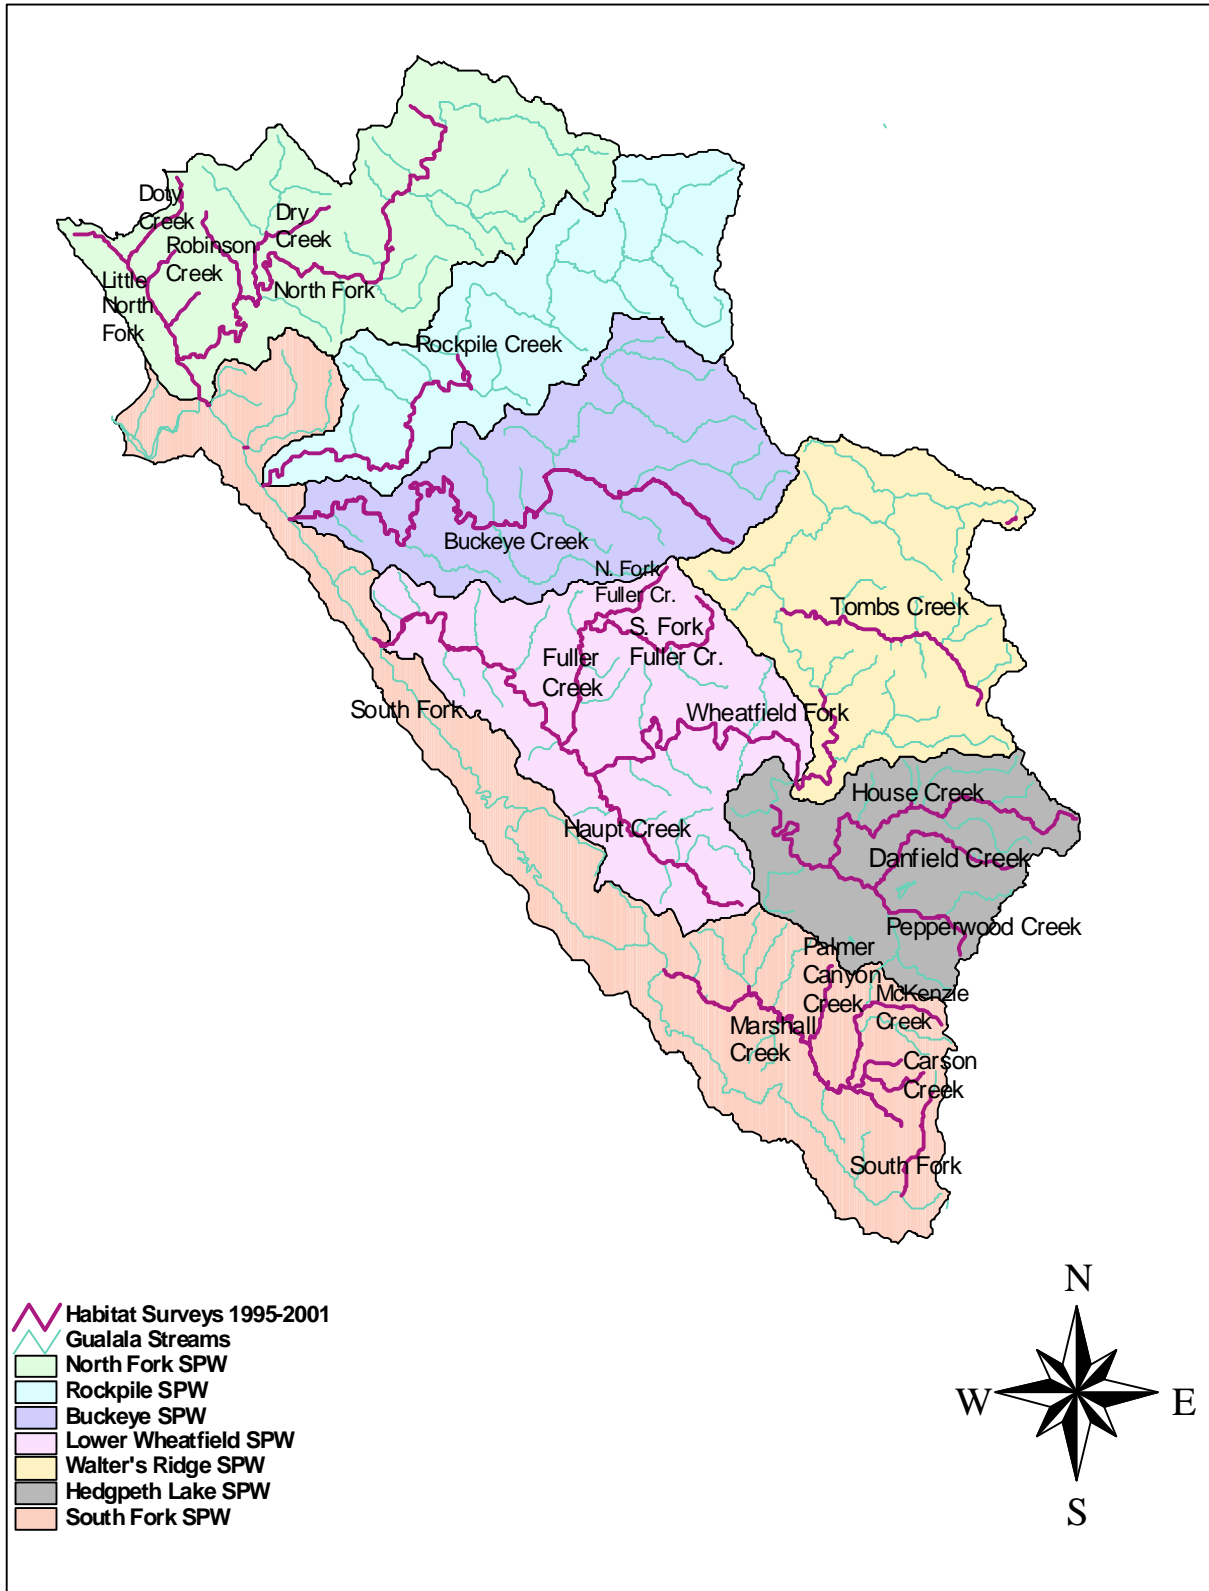 Doty
Creek
Dry
Creek
Robinson
Creek
Little
North
Fork
North Fork
Rockpile Creek
Buckeye Creek
N. Fork
Fuller Cr.
S. Fork
Fuller Cr.
Fuller
Creek
Tombs Creek
South Fork
Wheatfield Fork
House Creek
Haupt Creek
Danfield Creek
Pepperwood Creek
Palmer
Canyon
Creek
McKenzie
Creek
Marshall
Creek
Carson
Creek
South Fork
N
W
E
S
Habitat Surveys 1995-2001
Gualala Streams
North Fork SPW
Rockpile SPW
Buckeye SPW
Lower Wheatfield SPW
Walter's Ridge SPW
Hedgpeth Lake SPW
South Fork SPW